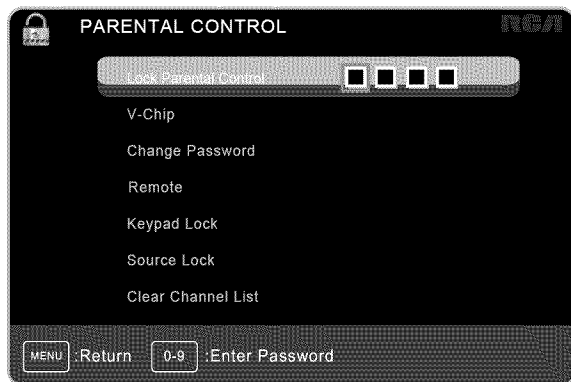 PARENTAL CONTROL
RCA
Lock Parental Control
V-Chip
Change Password
Remote
Keypad Lock
Source Lock
Clear Channel List
MENU :Return 0-9 :Enter Password